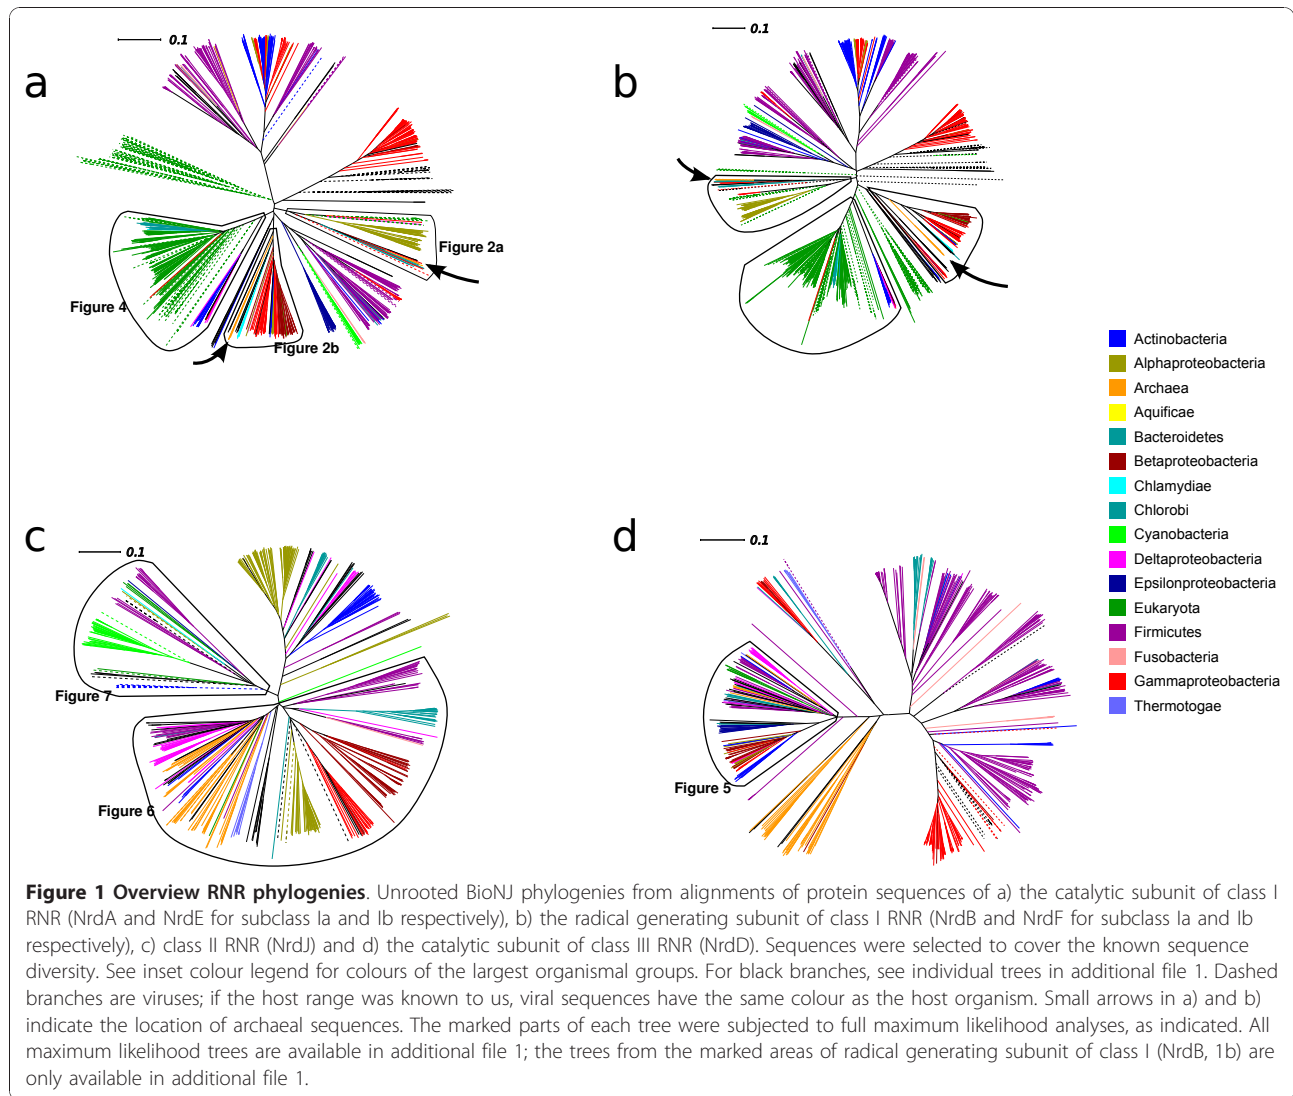 a
0.1
Figure 4
Figure 2a
Figure 2b
b
0.1
Actinobacteria
Alphaproteobacteria
Archaea
Aquificae
Bacteroidetes
Betaproteobacteria
Chlamydiae
Chlorobi
Cyanobacteria
Deltaproteobacteria
Epsilonproteobacteria
Eukaryota
Firmicutes
Fusobacteria
Gammaproteobacteria
Thermotogae
c
0.1
Figure 7
Figure 6
d
0.1
Figure 5
Figure 1 Overview RNR phylogenies. Unrooted BioNJ phylogenies from alignments of protein sequences of a) the catalytic subunit of class I
RNR (NrdA and NrdE for subclass Ia and Ib respectively), b) the radical generating subunit of class I RNR (NrdB and NrdF for subclass Ia and Ib
respectively), c) class II RNR (NrdJ) and d) the catalytic subunit of class III RNR (NrdD). Sequences were selected to cover the known sequence
diversity. See inset colour legend for colours of the largest organismal groups. For black branches, see individual trees in additional file 1. Dashed
branches are viruses; if the host range was known to us, viral sequences have the same colour as the host organism. Small arrows in a) and b)
indicate the location of archaeal sequences. The marked parts of each tree were subjected to full maximum likelihood analyses, as indicated. All
maximum likelihood trees are available in additional file 1; the trees from the marked areas of radical generating subunit of class I (NrdB, 1b) are
only available in additional file 1.